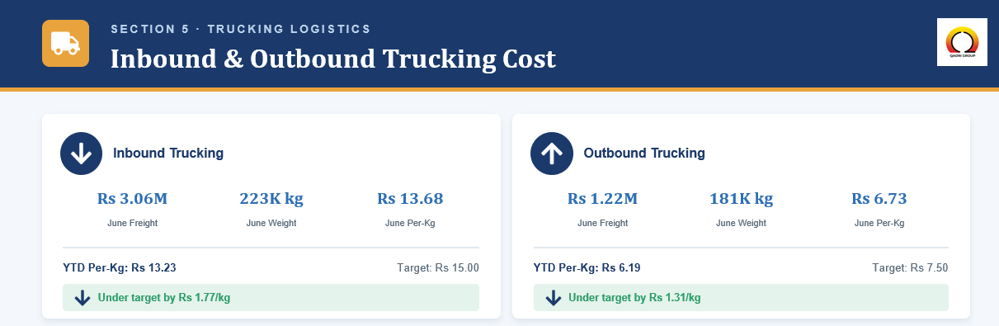 SECTION 5 · TRUCKING LOGISTICS
Inbound & Outbound Trucking Cost
QADRI GROUP
Inbound Trucking
Rs 3.06M 223K kg Rs 13.68
June Freight June Weight June Per-Kg
YTD Per-Kg: Rs 13.23 Target: Rs 15.00
Under target by Rs 1.77/kg
Outbound Trucking
Rs 1.22M 181K kg Rs 6.73
June Freight June Weight June Per-Kg
YTD Per-Kg: Rs 6.19 Target: Rs 7.50
Under target by Rs 1.31/kg